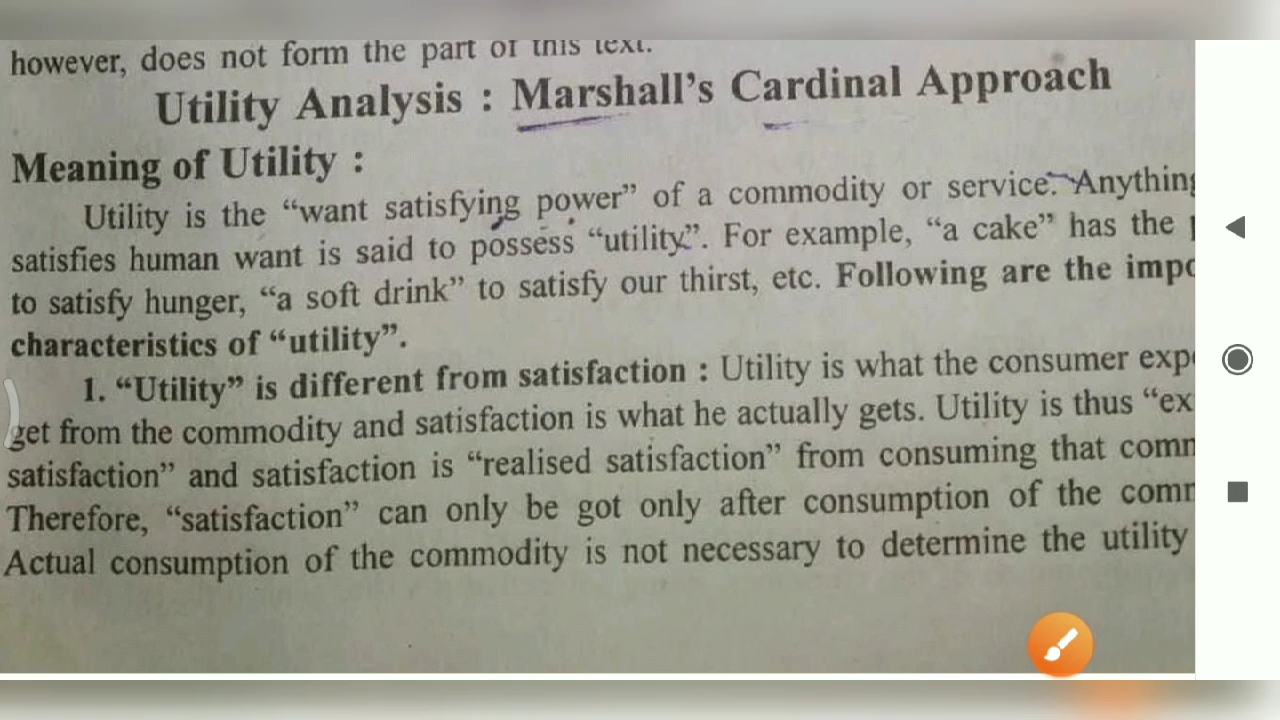 however, does not form the part of this text.
Utility Analysis : Marshall's Cardinal Approach
Meaning of Utility :
Utility is the “want satisfying power” of a commodity or service. Anything
satisfies human want is said to possess “utility”. For example, “a cake” has the
to satisfy hunger, “a soft drink” to satisfy our thirst, etc. Following are the impo
characteristics of “utility”.
1. “Utility” is different from satisfaction : Utility is what the consumer exp
get from the commodity and satisfaction is what he actually gets. Utility is thus “ex
satisfaction” and satisfaction is “realised satisfaction” from consuming that comm
Therefore, “satisfaction” can only be got only after consumption of the comm
Actual consumption of the commodity is not necessary to determine the utility